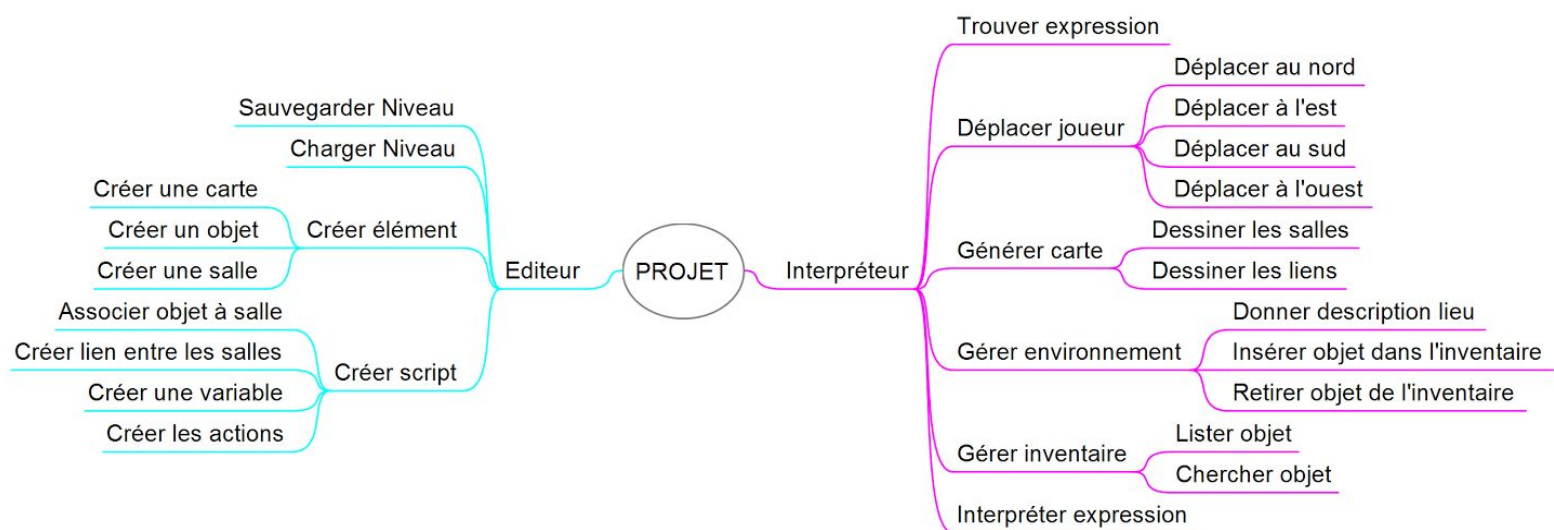 PROJET
Editeur
Sauvegarder Niveau
Charger Niveau
Créer élément
Créer une carte
Créer un objet
Créer une salle
Créer script
Associer objet à salle
Créer lien entre les salles
Créer une variable
Créer les actions
Interpréteur
Trouver expression
Déplacer joueur
Déplacer au nord
Déplacer à l'est
Déplacer au sud
Déplacer à l'ouest
Générer carte
Dessiner les salles
Dessiner les liens
Gérer environnement
Donner description lieu
Insérer objet dans l'inventaire
Retirer objet de l'inventaire
Gérer inventaire
Lister objet
Chercher objet
Interpréter expression